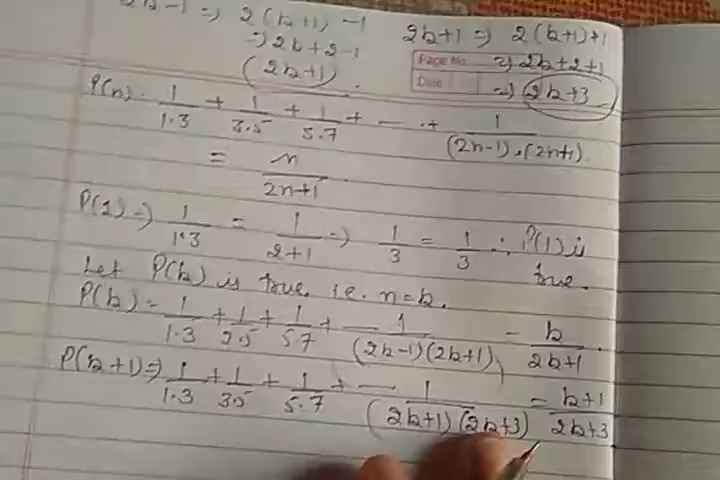 2k-1 => 2(k+1) -1
=> 2k+2-1
(2k+1).
2k+1 => 2(k+1)+1
Page No. => 2k+2+1
Date => 2k+3
P(n). 1/1.3 + 1/3.5 + 1/5.7 + - . + 1/(2n-1).(2n+1).
= n/2n+1.
P(1) => 1/1.3 = 1/2+1 => 1/3 = 1/3 ∴ P(1) is
true.
Let P(k) is true. i.e. n=k.
P(k) = 1/1.3 + 1/3.5 + 1/5.7 + - 1/(2k-1)(2k+1) = k/2k+1.
P(k+1) => 1/1.3 + 1/3.5 + 1/5.7 + - 1/(2k+1)(2k+3) = k+1/2k+3